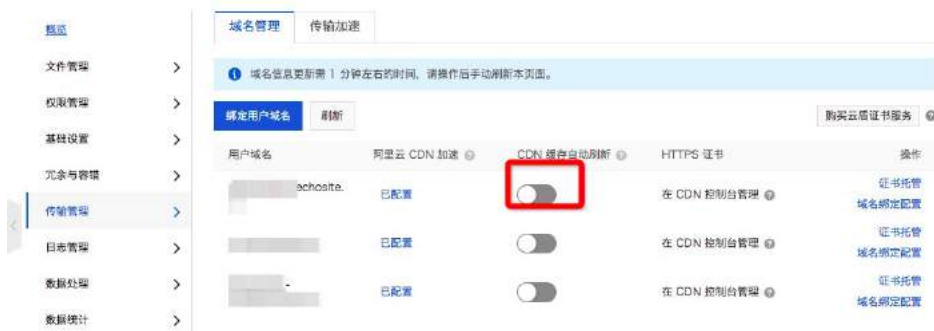 概览
文件管理
权限管理
基础设置
冗余与容错
传输管理
日志管理
数据处理
数据统计
域名管理 传输加速
域名信息更新需 1 分钟左右的时间，请操作后手动刷新本页面。
绑定用户域名 刷新 购买云盾证书服务
用户域名 阿里云 CDN 加速 CDN 缓存自动刷新 HTTPS 证书 操作
echosite. 已配置 在 CDN 控制台管理 证书托管
域名绑定配置
已配置 在 CDN 控制台管理 证书托管
域名绑定配置
- 已配置 在 CDN 控制台管理 证书托管
域名绑定配置